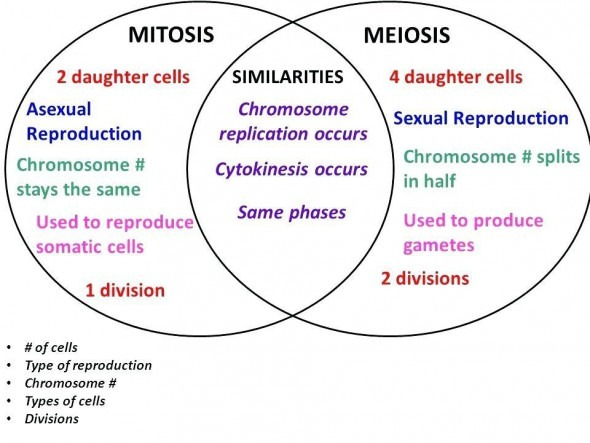 MITOSIS
2 daughter cells
Asexual
Reproduction
Chromosome #
stays the same
Used to reproduce
somatic cells
1 division
SIMILARITIES
Chromosome
replication occurs
Cytokinesis occurs
Same phases
MEIOSIS
4 daughter cells
Sexual Reproduction
Chromosome # splits
in half
Used to produce
gametes
2 divisions
• # of cells
• Type of reproduction
• Chromosome #
• Types of cells
• Divisions